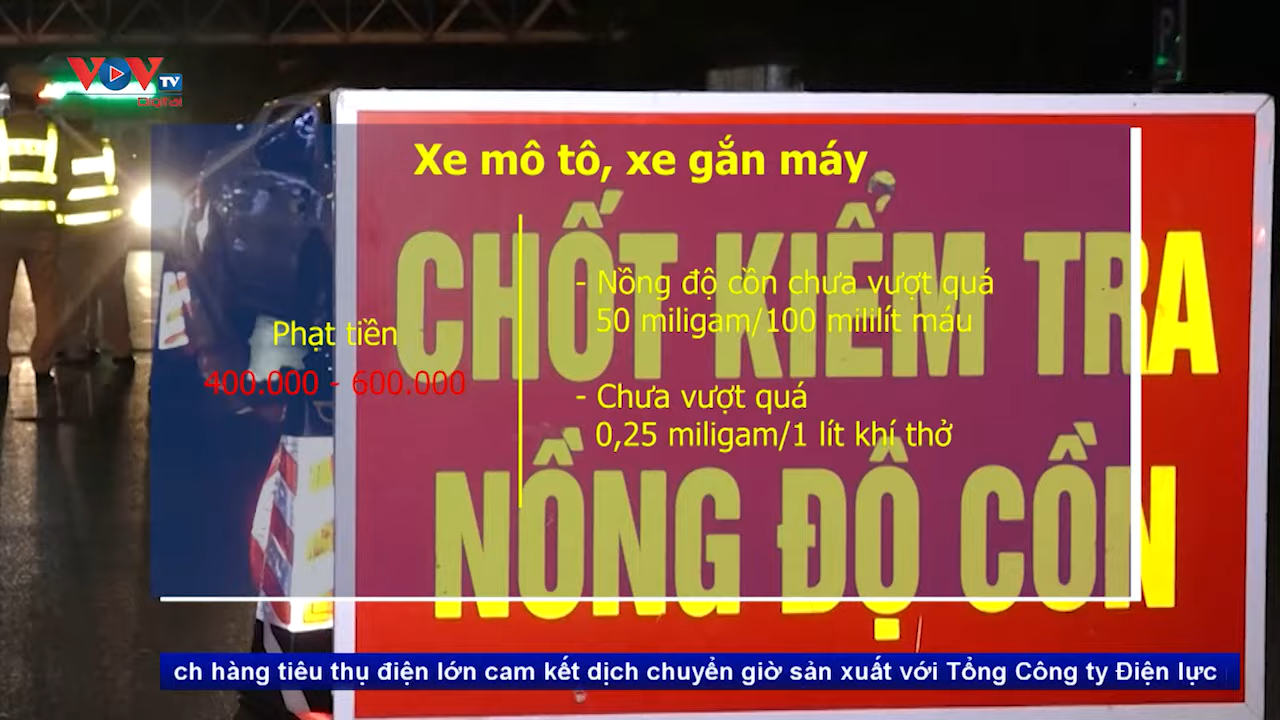 VOV TV
Digital
Xe mô tô, xe gắn máy
CHỐT KIỂM TRA
NỒNG ĐỘ CỒN
Phạt tiền
400.000 - 600.000
- Nồng độ cồn chưa vượt quá
50 miligam/100 mililít máu
- Chưa vượt quá
0,25 miligam/1 lít khí thở
ch hàng tiêu thụ điện lớn cam kết dịch chuyển giờ sản xuất với Tổng Công ty Điện lực